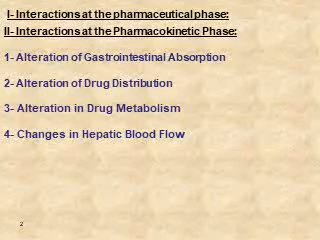 I- Interactions at the pharmaceutical phase:
II- Interactions at the Pharmacokinetic Phase:
1- Alteration of Gastrointestinal Absorption
2- Alteration of Drug Distribution
3- Alteration in Drug Metabolism
4- Changes in Hepatic Blood Flow
2